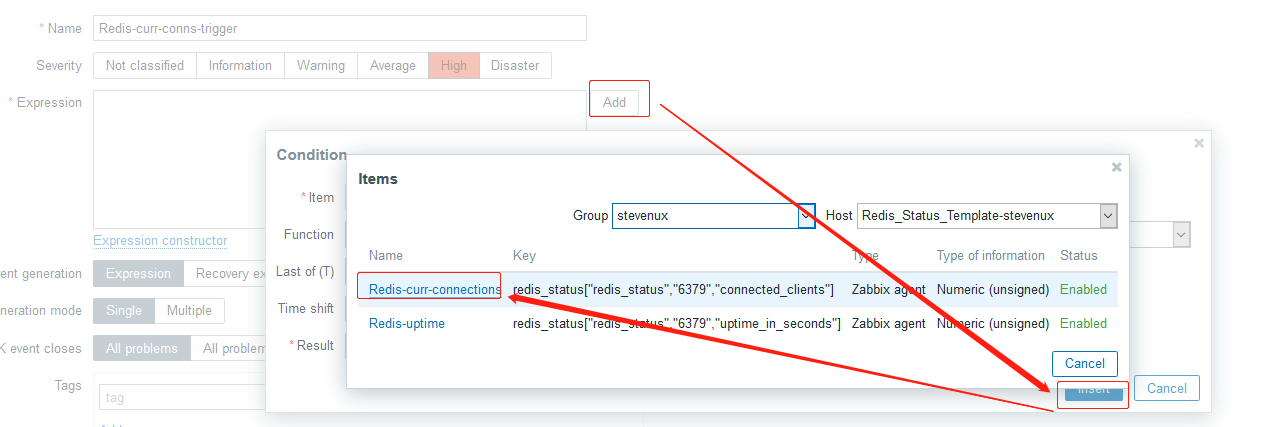 * Name Redis-curr-conns-trigger
Severity Not classified Information Warning Average High Disaster
* Expression Add
Condition
Items
* Item
Group stevenux Host Redis_Status_Template-stevenux
Function
Expression constructor
Name Key Type Type of information Status
vent generation Expression Recovery ex
Last of (T)
Redis-curr-connections redis_status["redis_status","6379","connected_clients"] Zabbix agent Numeric (unsigned) Enabled
neration mode Single Multiple
Time shift
Redis-uptime redis_status["redis_status","6379","uptime_in_seconds"] Zabbix agent Numeric (unsigned) Enabled
K event closes All problems All problem
* Result
Cancel
Tags
tag
Insert Cancel